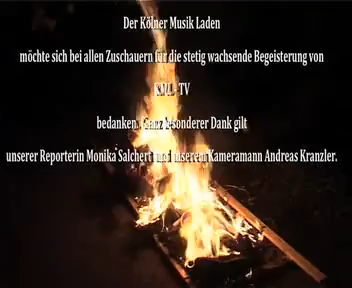 Der Kölner Musik Laden
möchte sich bei allen Zuschauern für die stetig wachsende Begeisterung von
KML-TV
bedanken. Ganz besonderer Dank gilt
unserer Reporterin Monika Salchert und unserem Kameramann Andreas Kranzler.